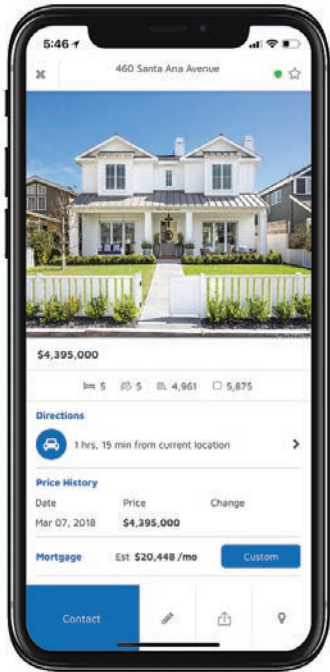 5:46
460 Santa Ana Avenue
$4,395,000
5 5 4,961 5,875
Directions
1 hrs, 15 min from current location
Price History
Date Price Change
Mar 07, 2018 $4,395,000
Mortgage Est $20,448 /mo Custom
Contact